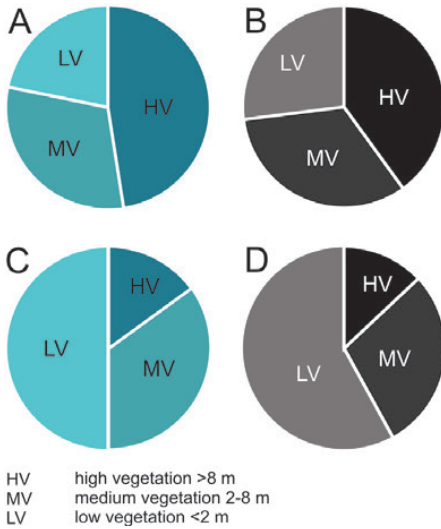 A
LV
HV
MV
B
LV
HV
MV
C
HV
LV
MV
D
HV
MV
LV
HV high vegetation >8 m
MV medium vegetation 2-8 m
LV low vegetation <2 m